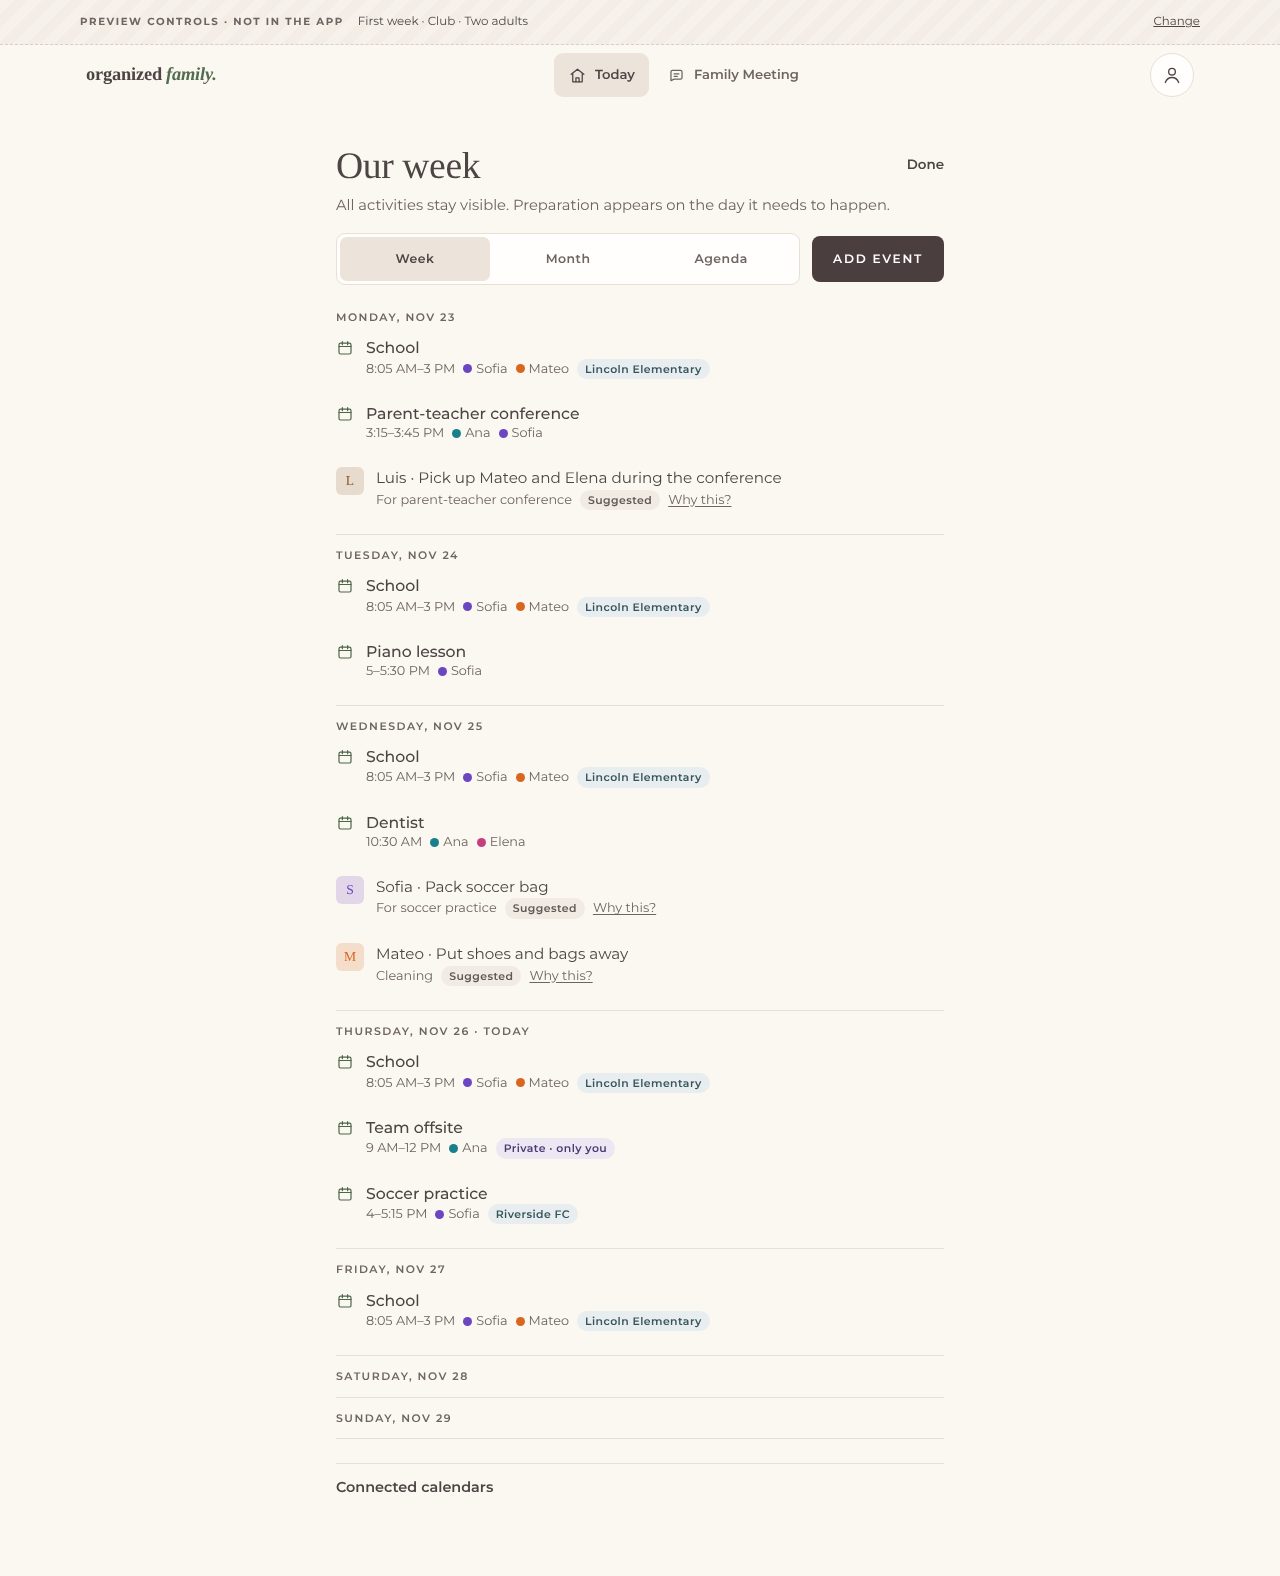 PREVIEW CONTROLS · NOT IN THE APP First week · Club · Two adults Change
organized family. Today Family Meeting
Our week Done
All activities stay visible. Preparation appears on the day it needs to happen.
Week Month Agenda ADD EVENT
MONDAY, NOV 23
School
8:05 AM–3 PM Sofia Mateo Lincoln Elementary
Parent-teacher conference
3:15–3:45 PM Ana Sofia
L Luis · Pick up Mateo and Elena during the conference
For parent-teacher conference Suggested Why this?
TUESDAY, NOV 24
School
8:05 AM–3 PM Sofia Mateo Lincoln Elementary
Piano lesson
5–5:30 PM Sofia
WEDNESDAY, NOV 25
School
8:05 AM–3 PM Sofia Mateo Lincoln Elementary
Dentist
10:30 AM Ana Elena
S Sofia · Pack soccer bag
For soccer practice Suggested Why this?
M Mateo · Put shoes and bags away
Cleaning Suggested Why this?
THURSDAY, NOV 26 · TODAY
School
8:05 AM–3 PM Sofia Mateo Lincoln Elementary
Team offsite
9 AM–12 PM Ana Private · only you
Soccer practice
4–5:15 PM Sofia Riverside FC
FRIDAY, NOV 27
School
8:05 AM–3 PM Sofia Mateo Lincoln Elementary
SATURDAY, NOV 28
SUNDAY, NOV 29
Connected calendars